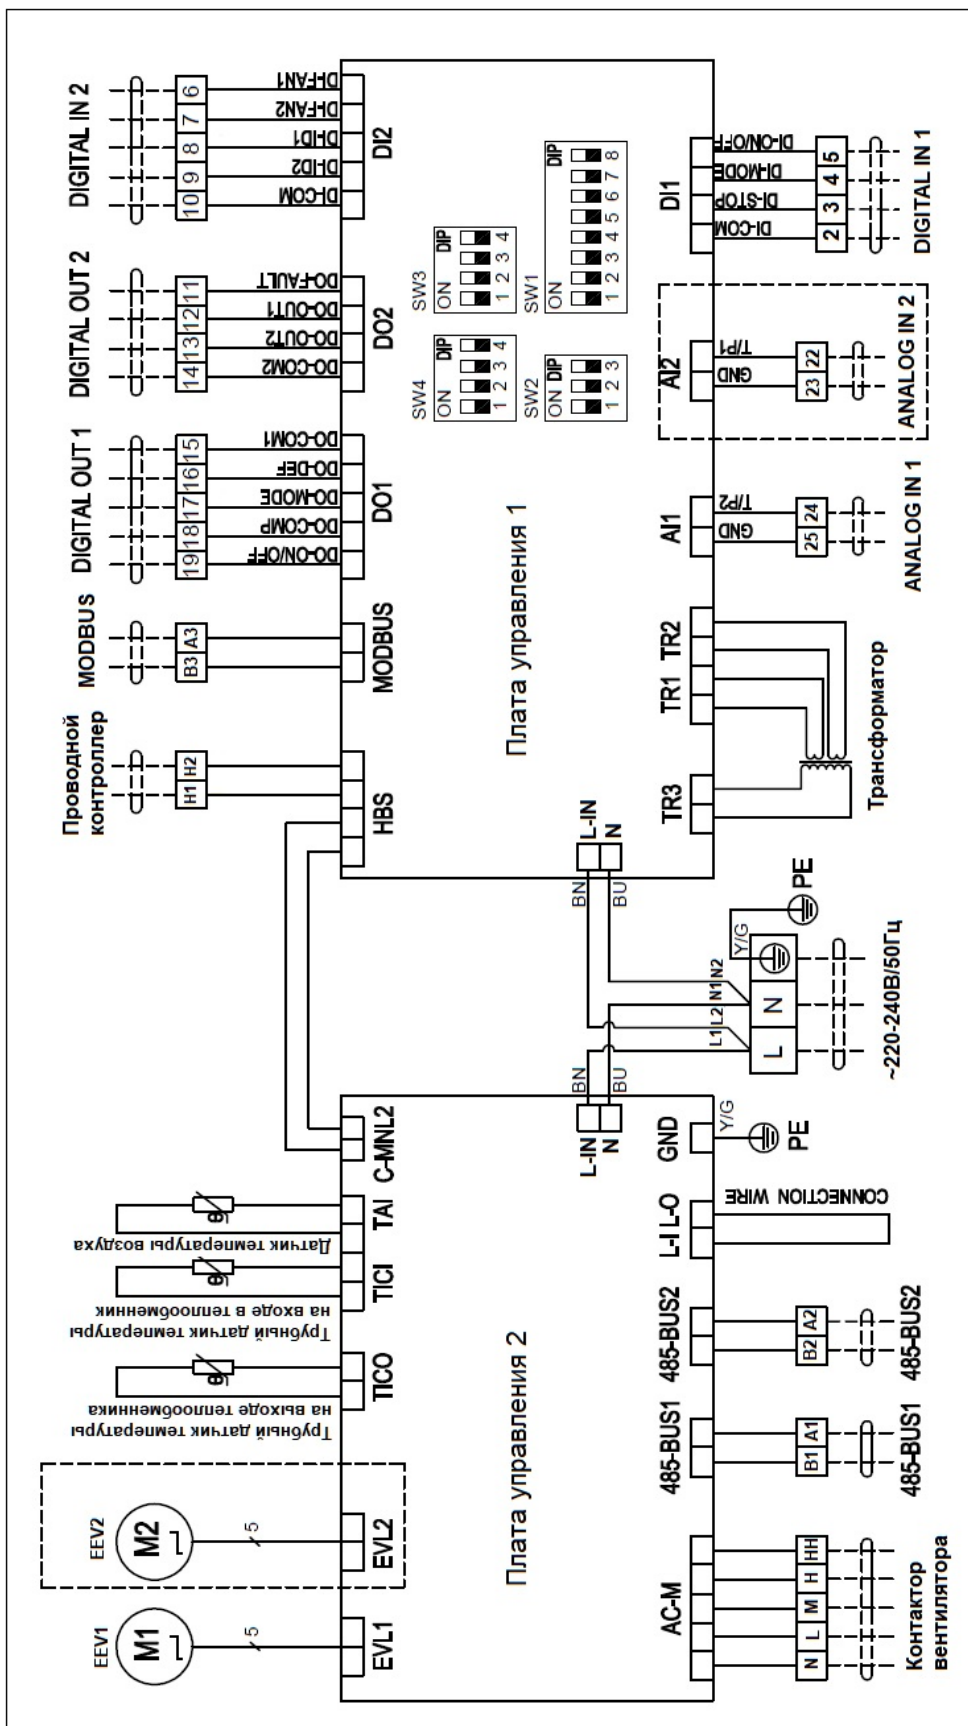 EEV1
M1
5
EVL1
EEV2
M2
5
EVL2
Трубный датчик температуры
на выходе теплообменника
θ
TICO
Трубный датчик температуры
на входе в теплообменник
θ
TICI
Датчик температуры воздуха
θ
TAI
C-MNL2
Проводной
контроллер
H1 H2
HBS
MODBUS
B3 A3
MODBUS
DIGITAL OUT 1
19 18 17 16 15
DO-ON/OFF
DO-COMP
DO-MODE
DO-DEF
DO-COM1
DO1
DIGITAL OUT 2
14 13 12 11
DO-COM2
DO-OUT2
DO-OUT1
DO-FAULT
DO2
DIGITAL IN 2
10 9 8 7 6
DI-COM
DI-ID2
DI-ID1
DI-FAN2
DI-FAN1
DI2
SW4
ON DIP
1 2 3 4
SW3
ON DIP
1 2 3 4
SW2
ON DIP
1 2 3
SW1
ON DIP
1 2 3 4 5 6 7 8
Плата управления 2
Плата управления 1
L-IN
N
BN
BU
BN
BU
L-IN
N
L1 L2 N1 N2
Y/G
L N
PE
~220-240В/50Гц
AC-M
N L M H HH
Контактор
вентилятора
485-BUS1
B1 A1
485-BUS1
485-BUS2
B2 A2
485-BUS2
L-I L-O
CONNECTION WIRE
GND
Y/G
PE
TR3
TR1
TR2
Трансформатор
AI1
GND
T/P2
25 24
ANALOG IN 1
AI2
GND
T/P1
23 22
ANALOG IN 2
DI1
DI-COM
DI-STOP
DI-MODE
DI-ON/OFF
2 3 4 5
DIGITAL IN 1